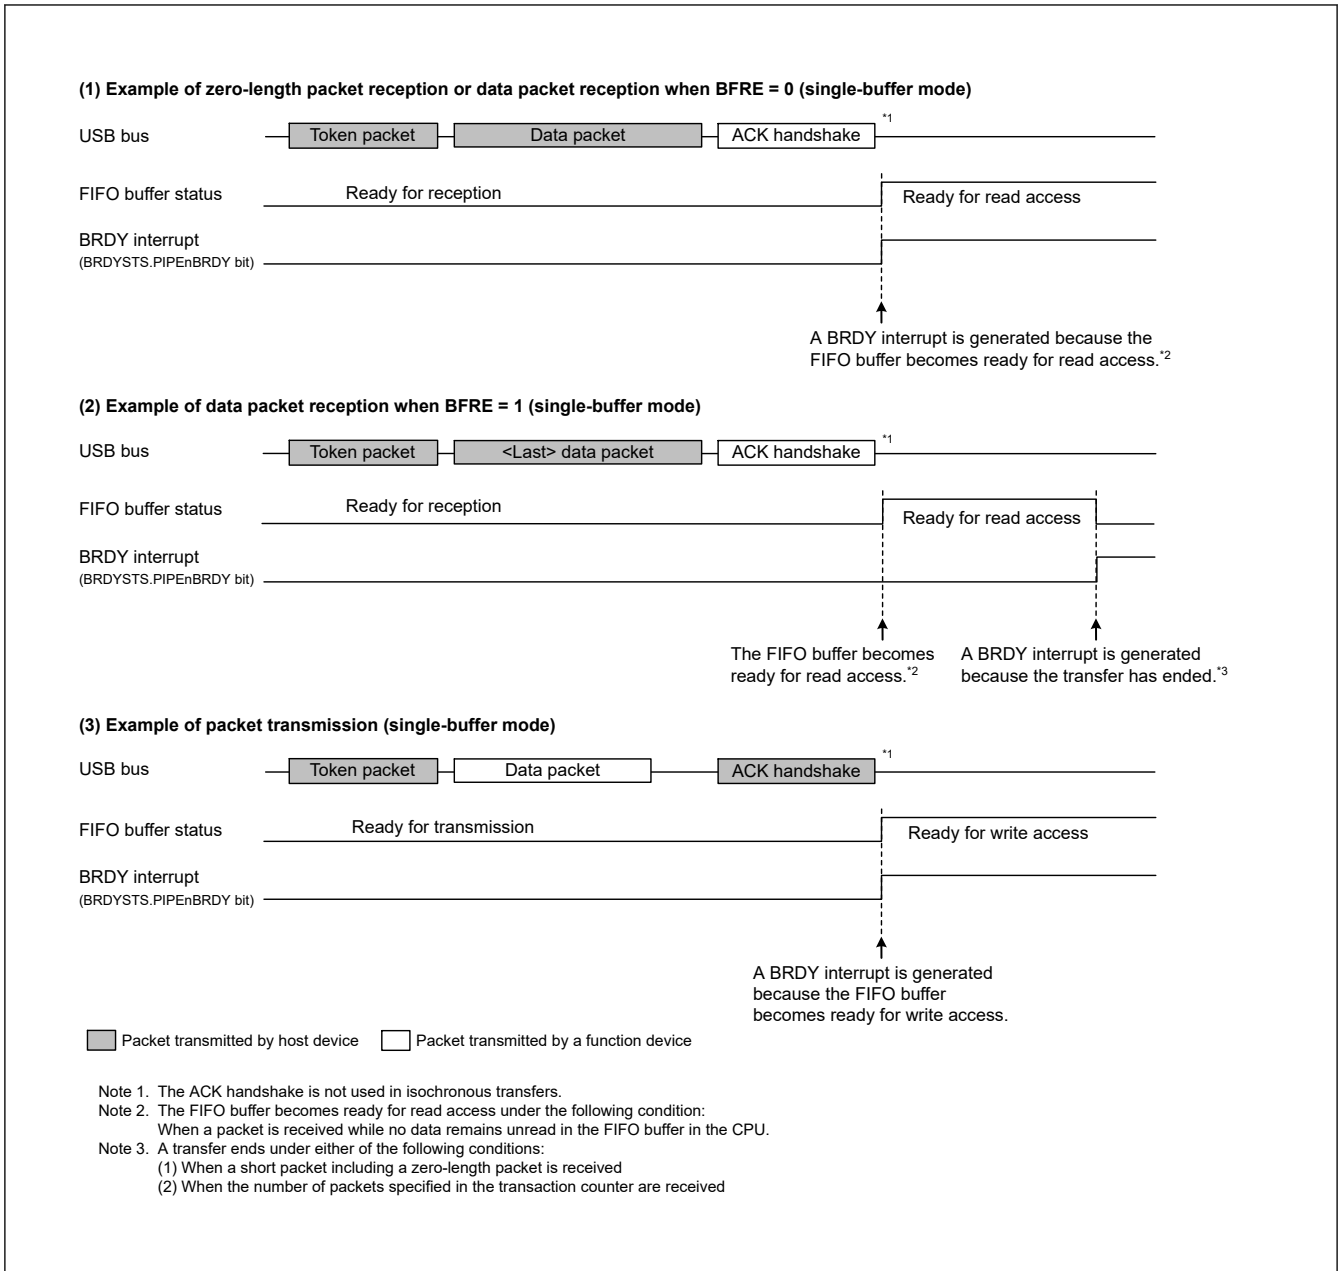 (1) Example of zero-length packet reception or data packet reception when BFRE = 0 (single-buffer mode)
USB bus
Token packet
Data packet
ACK handshake
*1
FIFO buffer status
Ready for reception
Ready for read access
BRDY interrupt
(BRDYSTS.PIPEnBRDY bit)
A BRDY interrupt is generated because the
FIFO buffer becomes ready for read access.*2
(2) Example of data packet reception when BFRE = 1 (single-buffer mode)
USB bus
Token packet
<Last> data packet
ACK handshake
*1
FIFO buffer status
Ready for reception
Ready for read access
BRDY interrupt
(BRDYSTS.PIPEnBRDY bit)
The FIFO buffer becomes
ready for read access.*2
A BRDY interrupt is generated
because the transfer has ended.*3
(3) Example of packet transmission (single-buffer mode)
USB bus
Token packet
Data packet
ACK handshake
*1
FIFO buffer status
Ready for transmission
Ready for write access
BRDY interrupt
(BRDYSTS.PIPEnBRDY bit)
A BRDY interrupt is generated
because the FIFO buffer
becomes ready for write access.
Packet transmitted by host device
Packet transmitted by a function device
Note 1. The ACK handshake is not used in isochronous transfers.
Note 2. The FIFO buffer becomes ready for read access under the following condition:
When a packet is received while no data remains unread in the FIFO buffer in the CPU.
Note 3. A transfer ends under either of the following conditions:
(1) When a short packet including a zero-length packet is received
(2) When the number of packets specified in the transaction counter are received